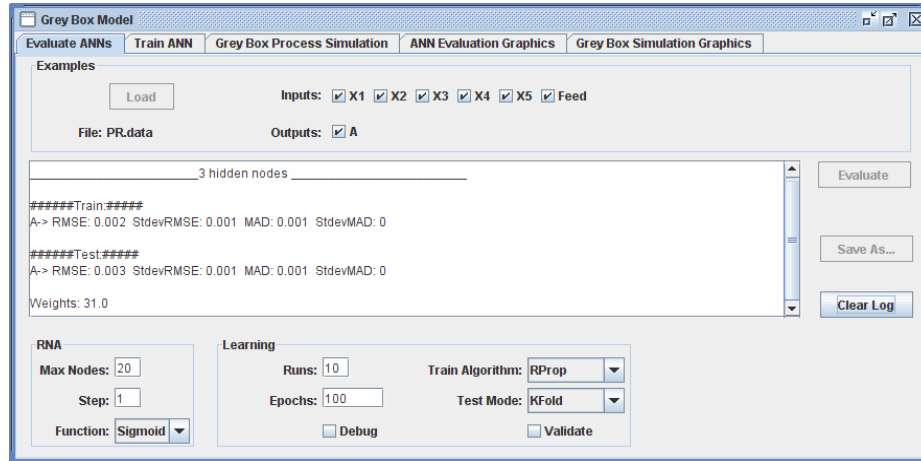 Grey Box Model
Evaluate ANNs Train ANN Grey Box Process Simulation ANN Evaluation Graphics Grey Box Simulation Graphics
Examples
Load Inputs: X1 X2 X3 X4 X5 Feed
File: PR.data Outputs: A
______________________3 hidden nodes ______________________
Evaluate
######Train:#####
A-> RMSE: 0.002 StdevRMSE: 0.001 MAD: 0.001 StdevMAD: 0
######Test:#####
Save As...
A-> RMSE: 0.003 StdevRMSE: 0.001 MAD: 0.001 StdevMAD: 0
Weights: 31.0
Clear Log
RNA
Max Nodes: 20
Step: 1
Function: Sigmoid
Learning
Runs: 10 Train Algorithm: RProp
Epochs: 100 Test Mode: KFold
Debug Validate